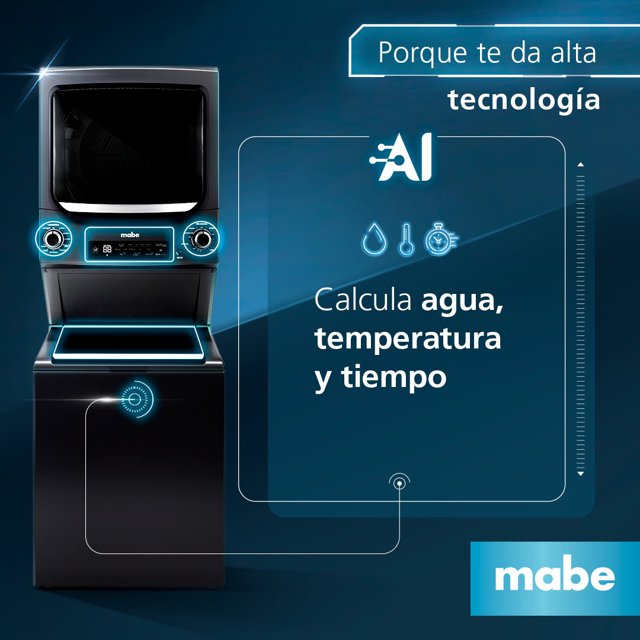 Porque te da alta
tecnología
AI
mabe
Calcula agua,
temperatura
y tiempo
mabe